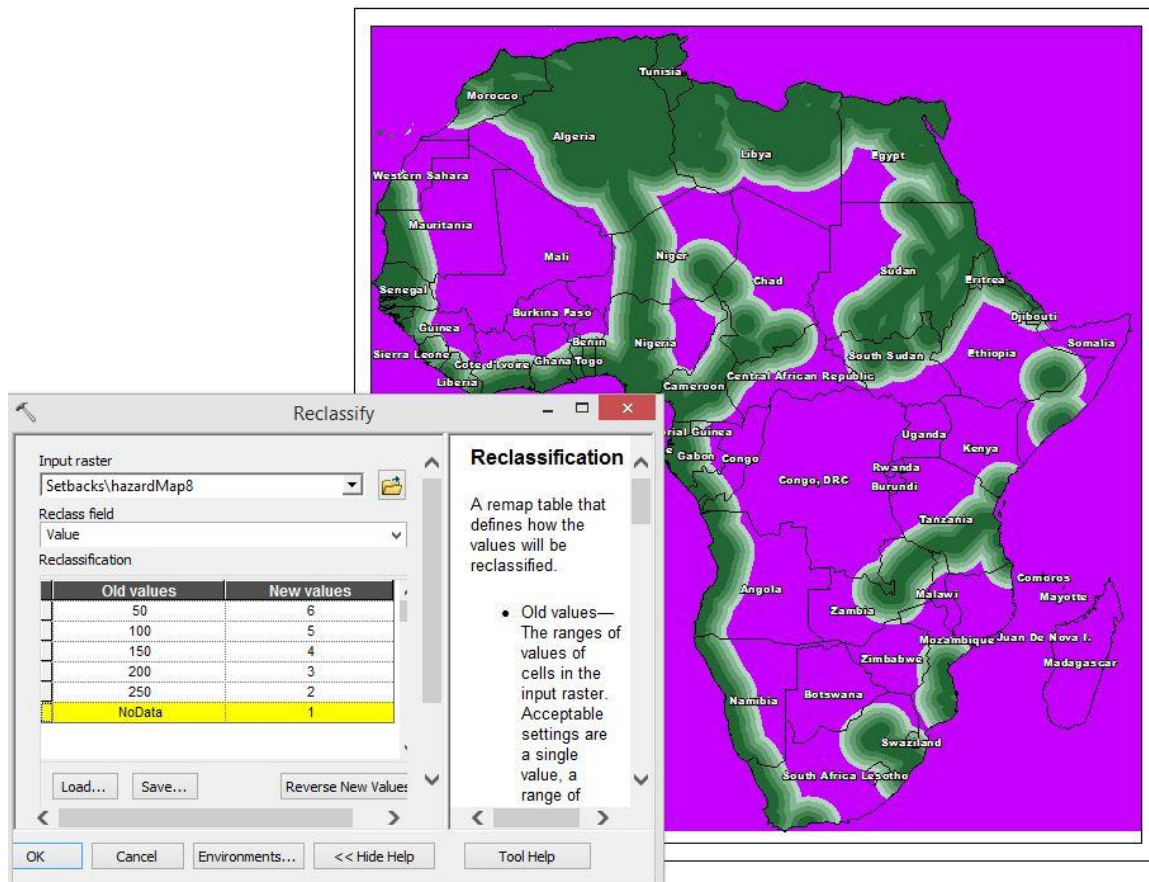 Tunisia
Morocco
Algeria
Libya
Egypt
Western Sahara
Mauritania
Mali
Niger
Chad
Sudan
Eritrea
Senegal
Burkina Faso
Djibouti
Guinea
Benin
Nigeria
Somalia
Sierra Leone
Cote d'Ivoire
Ghana Togo
South Sudan
Ethiopia
Liberia
Cameroon
Central African Republic
Reclassify
Input raster
Setbacks\hazardMap8
Reclass field
Value
Reclassification
Old values New values
50 6
100 5
150 4
200 3
250 2
NoData 1
Load... Save... Reverse New Values
OK Cancel Environments... << Hide Help Tool Help
Reclassification
A remap table that
defines how the
values will be
reclassified.
• Old values—
The ranges of
values of
cells in the
input raster.
Acceptable
settings are
a single
value, a
range of
rial Guinea
Uganda
Gabon
Congo
Kenya
Rwanda
Congo, DRC
Burundi
Tanzania
Comoros
Angola
Malawi
Mayotte
Zambia
Mozambique
Juan De Nova I.
Zimbabwe
Madagascar
Namibia
Botswana
Swaziland
South Africa
Lesotho